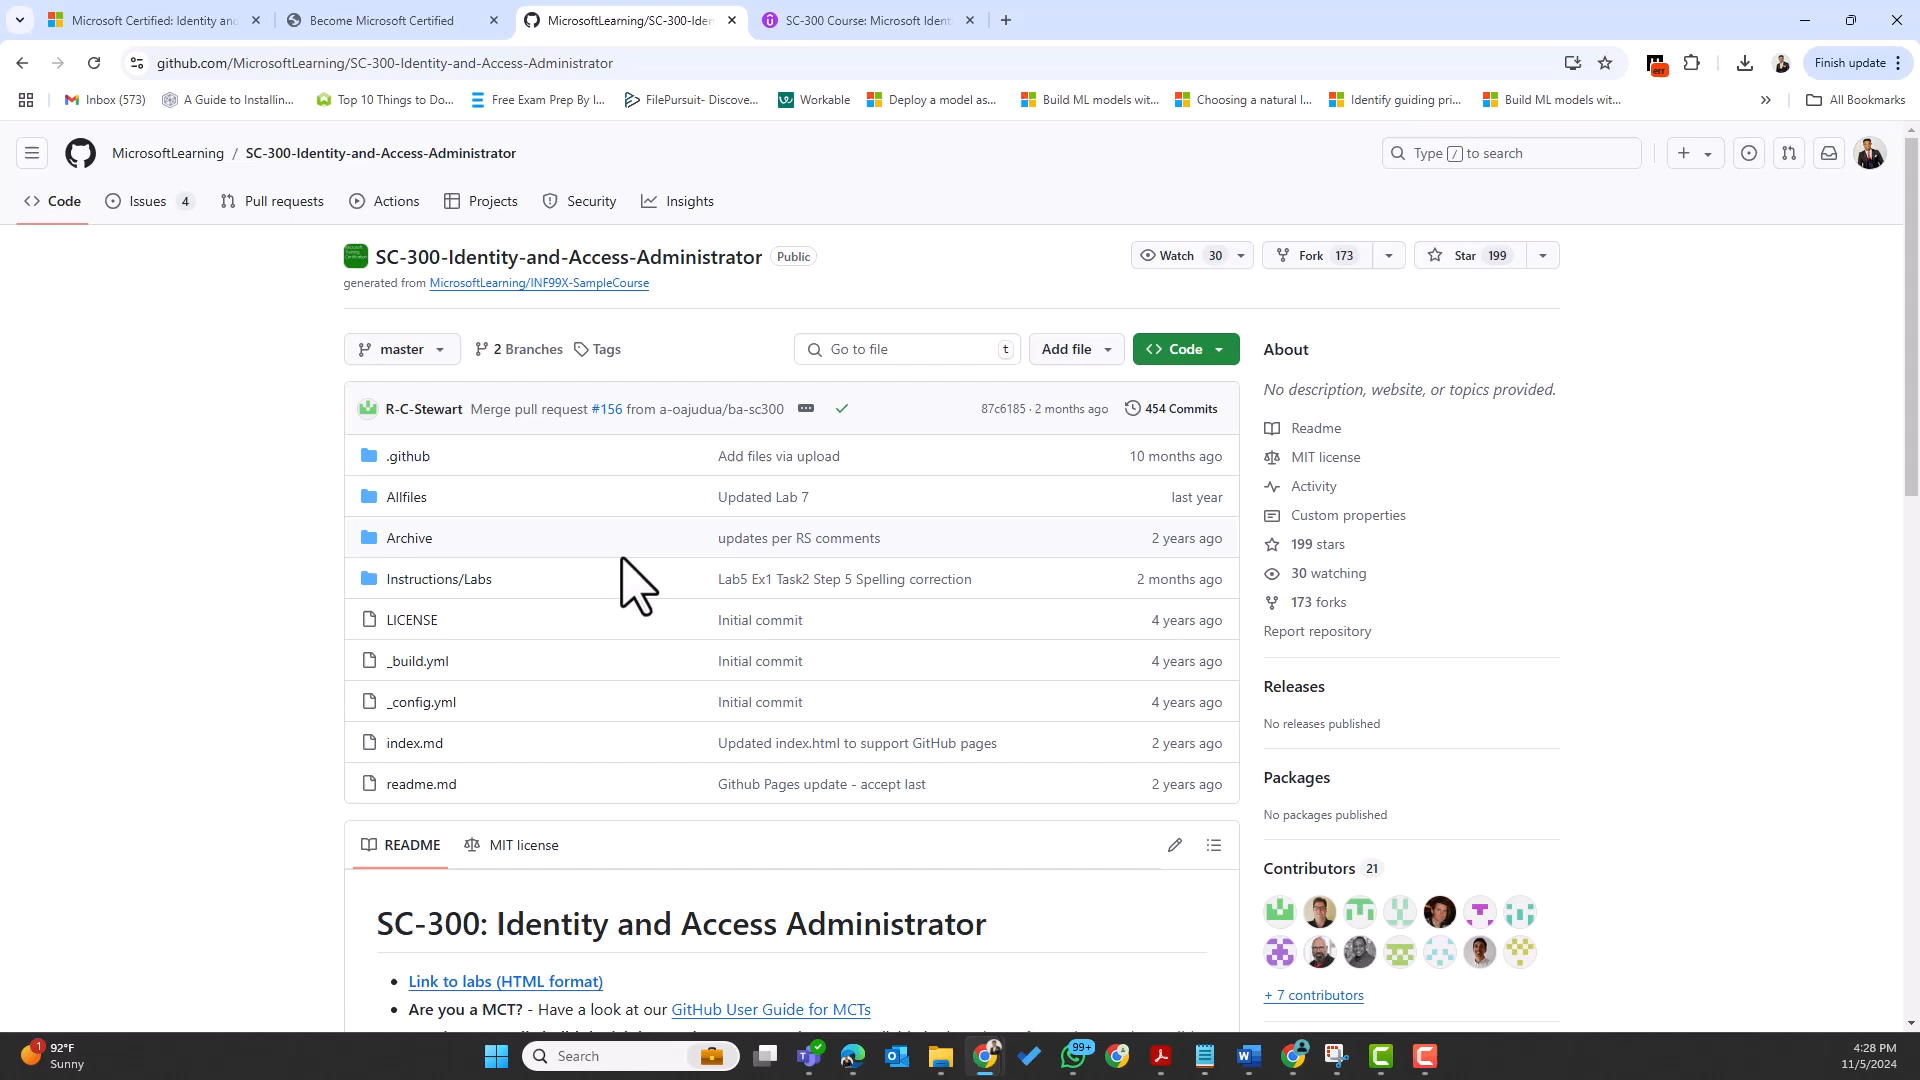 Microsoft Certified: Identity and
Become Microsoft Certified
MicrosoftLearning/SC-300-Iden
SC-300 Course: Microsoft Ident
github.com/MicrosoftLearning/SC-300-Identity-and-Access-Administrator
err
Finish update
Inbox (573)
A Guide to Installin...
Top 10 Things to Do...
Free Exam Prep By I...
FilePursuit- Discove...
Workable
Deploy a model as...
Build ML models wit...
Choosing a natural l...
Identify guiding pri...
Build ML models wit...
All Bookmarks
MicrosoftLearning / SC-300-Identity-and-Access-Administrator
Type / to search
Code
Issues 4
Pull requests
Actions
Projects
Security
Insights
SC-300-Identity-and-Access-Administrator Public
Watch 30
Fork 173
Star 199
generated from MicrosoftLearning/INF99X-SampleCourse
master
2 Branches
Tags
Go to file t
Add file
Code
R-C-Stewart Merge pull request #156 from a-oajudua/ba-sc300
87c6185 · 2 months ago
454 Commits
.github Add files via upload 10 months ago
Allfiles Updated Lab 7 last year
Archive updates per RS comments 2 years ago
Instructions/Labs Lab5 Ex1 Task2 Step 5 Spelling correction 2 months ago
LICENSE Initial commit 4 years ago
_build.yml Initial commit 4 years ago
_config.yml Initial commit 4 years ago
index.md Updated index.html to support GitHub pages 2 years ago
readme.md Github Pages update - accept last 2 years ago
README
MIT license
SC-300: Identity and Access Administrator
Link to labs (HTML format)
Are you a MCT? - Have a look at our GitHub User Guide for MCTs
About
No description, website, or topics provided.
Readme
MIT license
Activity
Custom properties
199 stars
30 watching
173 forks
Report repository
Releases
No releases published
Packages
No packages published
Contributors 21
+ 7 contributors
1
92°F
Sunny
Search
99+
4:28 PM
11/5/2024